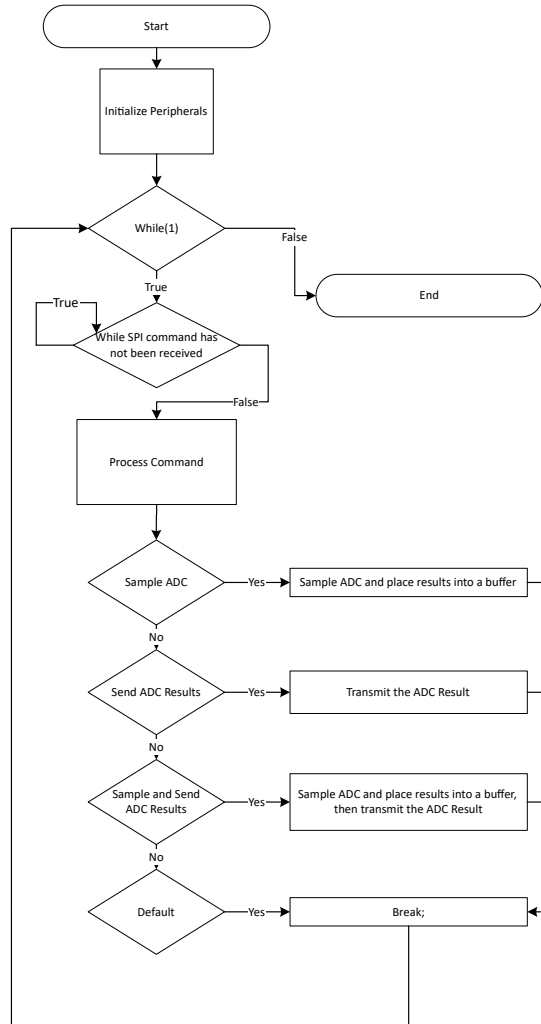 Start
Initialize Peripherals
While(1)
False
End
True
True
While SPI command has
not been received
False
Process Command
Sample ADC
Yes
Sample ADC and place results into a buffer
No
Send ADC Results
Yes
Transmit the ADC Result
No
Sample and Send
ADC Results
Yes
Sample ADC and place results into a buffer,
then transmit the ADC Result
No
Default
Yes
Break;